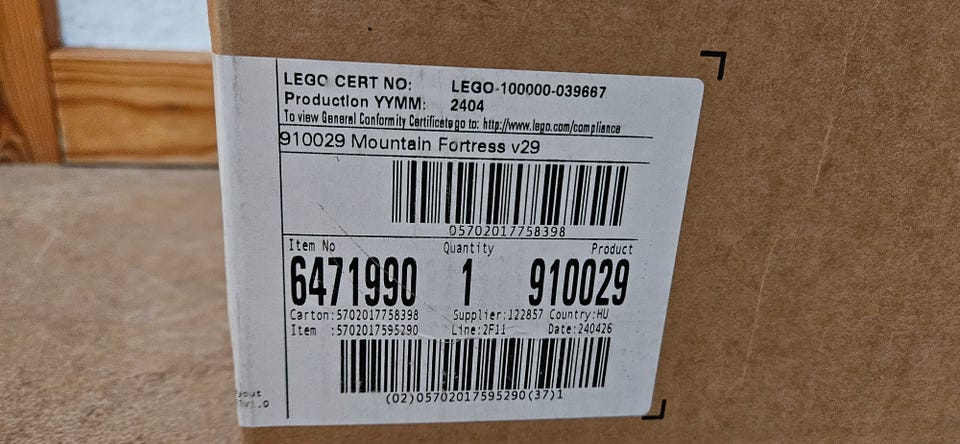 LEGO CERT NO: LEGO-100000-039667
Production YYMM: 2404
To view General Conformity Certificate go to: http://www.lego.com/compliance
910029 Mountain Fortress v29
05702017758398
Item No Quantity Product
6471990 1 910029
Carton:5702017758398 Supplier:122857 Country:HU
Item :5702017595290 Line:2F11 Date:240426
(02)05702017595290(37)1